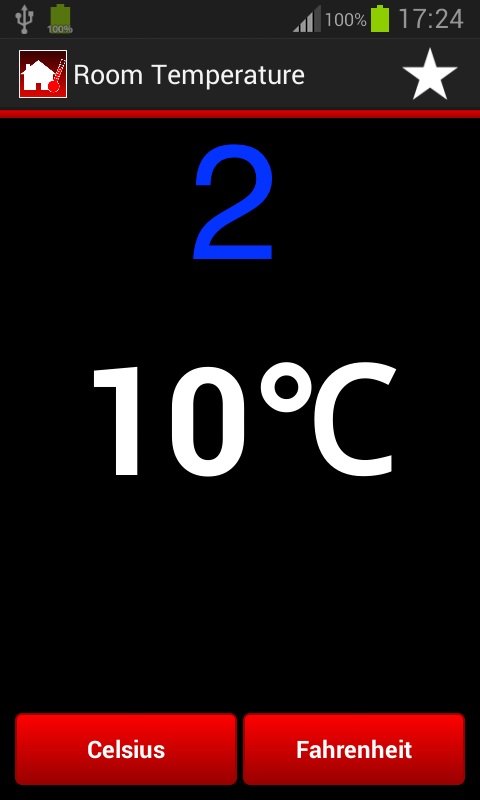 100% 100% 17:24
Room Temperature
2
10°C
Celsius Fahrenheit